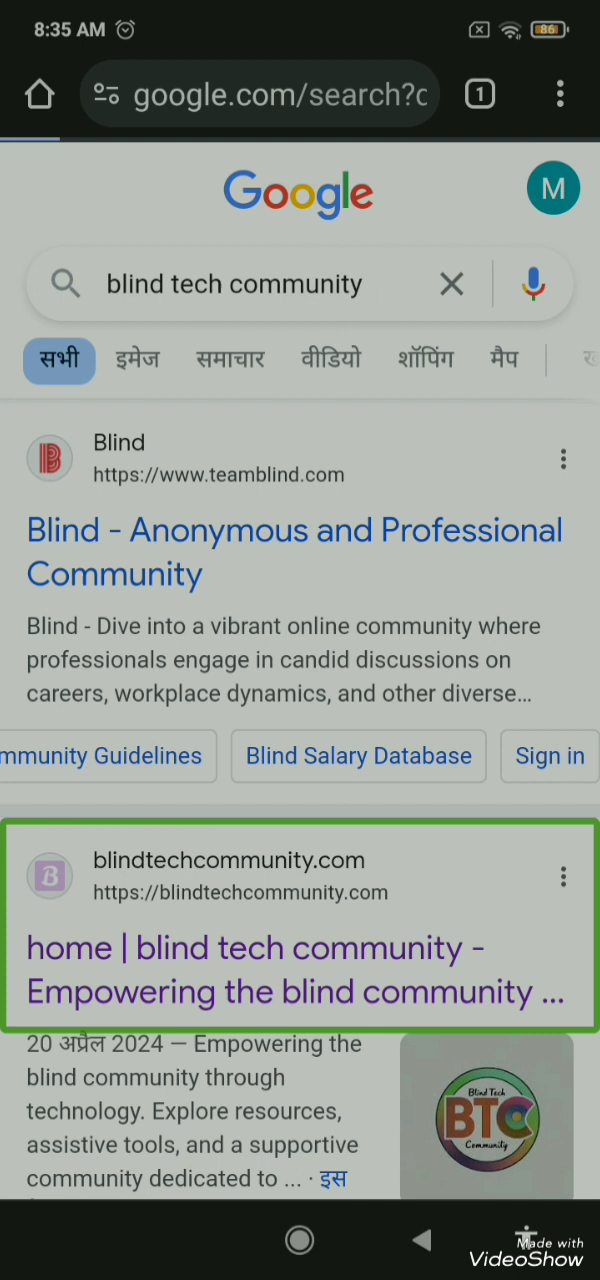 8:35 AM
86
google.com/search?c
1
Google
M
blind tech community
सभी इमेज समाचार वीडियो शॉपिंग मैप
B
Blind
https://www.teamblind.com
Blind - Anonymous and Professional
Community
Blind - Dive into a vibrant online community where
professionals engage in candid discussions on
careers, workplace dynamics, and other diverse...
mmunity Guidelines
Blind Salary Database
Sign in
B
blindtechcommunity.com
https://blindtechcommunity.com
home | blind tech community -
Empowering the blind community ...
20 अप्रैल 2024 — Empowering the
blind community through
technology. Explore resources,
assistive tools, and a supportive
community dedicated to ... · इस
Blind Tech
BTC
Community
Made with
VideoShow